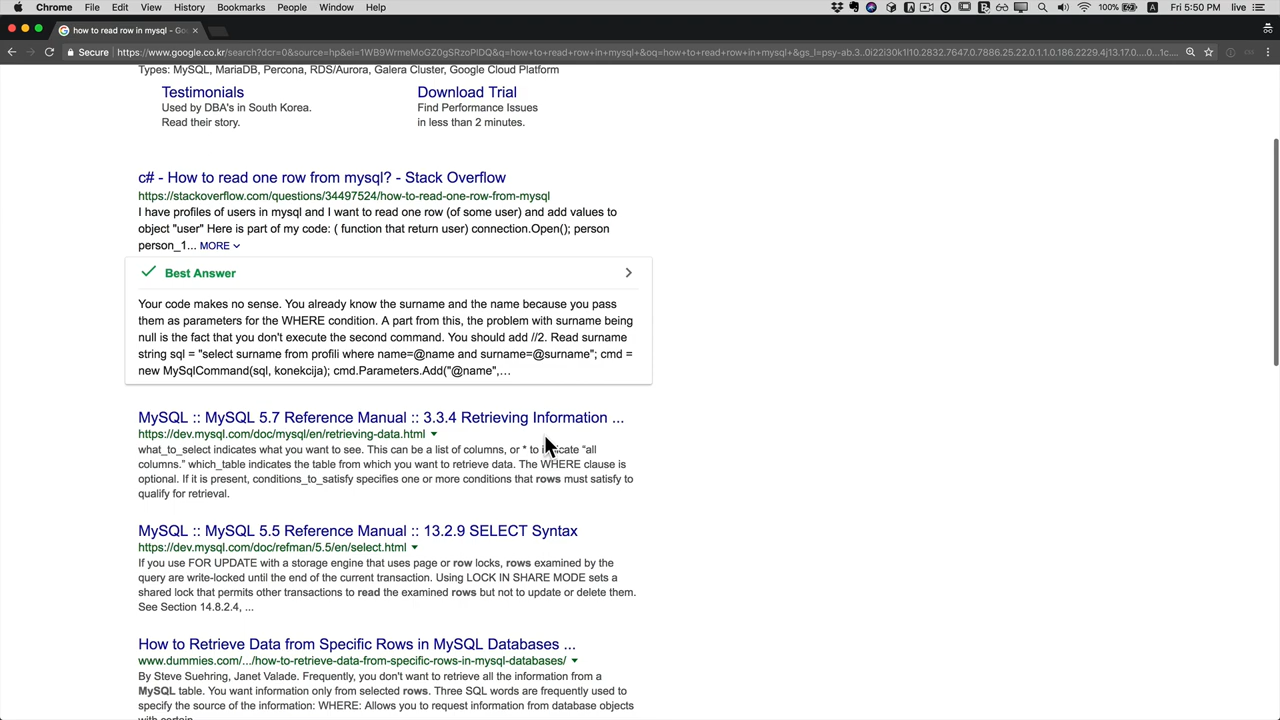 Chrome File Edit View History Bookmarks People Window Help 100% A Fri 5:50 PM live
how to read row in mysql - Go
Secure https://www.google.co.kr/search?dcr=0&source=hp&ei=1WB9WrmeMoGZ0gSRzoPIDQ&q=how+to+read+row+in+mysql+&oq=how+to+read+row+in+mysql+&gs_l=psy-ab.3..0i22i30k1l10.2832.7647.0.7886.25.22.0.1.1.0.186.2229.4j13.17.0....0...1c....
Types: MySQL, MariaDB, Percona, RDS/Aurora, Galera Cluster, Google Cloud Platform
Testimonials Download Trial
Used by DBA's in South Korea. Find Performance Issues
Read their story. in less than 2 minutes.
c# - How to read one row from mysql? - Stack Overflow
https://stackoverflow.com/questions/34497524/how-to-read-one-row-from-mysql
I have profiles of users in mysql and I want to read one row (of some user) and add values to
object "user" Here is part of my code: ( function that return user) connection.Open(); person
person_1... MORE
Best Answer
Your code makes no sense. You already know the surname and the name because you pass
them as parameters for the WHERE condition. A part from this, the problem with surname being
null is the fact that you don't execute the second command. You should add //2. Read surname
string sql = "select surname from profili where name=@name and surname=@surname"; cmd =
new MySqlCommand(sql, konekcija); cmd.Parameters.Add("@name",…
MySQL :: MySQL 5.7 Reference Manual :: 3.3.4 Retrieving Information ...
https://dev.mysql.com/doc/mysql/en/retrieving-data.html
what_to_select indicates what you want to see. This can be a list of columns, or * to indicate “all
columns.” which_table indicates the table from which you want to retrieve data. The WHERE clause is
optional. If it is present, conditions_to_satisfy specifies one or more conditions that rows must satisfy to
qualify for retrieval.
MySQL :: MySQL 5.5 Reference Manual :: 13.2.9 SELECT Syntax
https://dev.mysql.com/doc/refman/5.5/en/select.html
If you use FOR UPDATE with a storage engine that uses page or row locks, rows examined by the
query are write-locked until the end of the current transaction. Using LOCK IN SHARE MODE sets a
shared lock that permits other transactions to read the examined rows but not to update or delete them.
See Section 14.8.2.4, ...
How to Retrieve Data from Specific Rows in MySQL Databases ...
www.dummies.com/.../how-to-retrieve-data-from-specific-rows-in-mysql-databases/
By Steve Suehring, Janet Valade. Frequently, you don't want to retrieve all the information from a
MySQL table. You want information only from selected rows. Three SQL words are frequently used to
specify the source of the information: WHERE: Allows you to request information from database objects
with certain